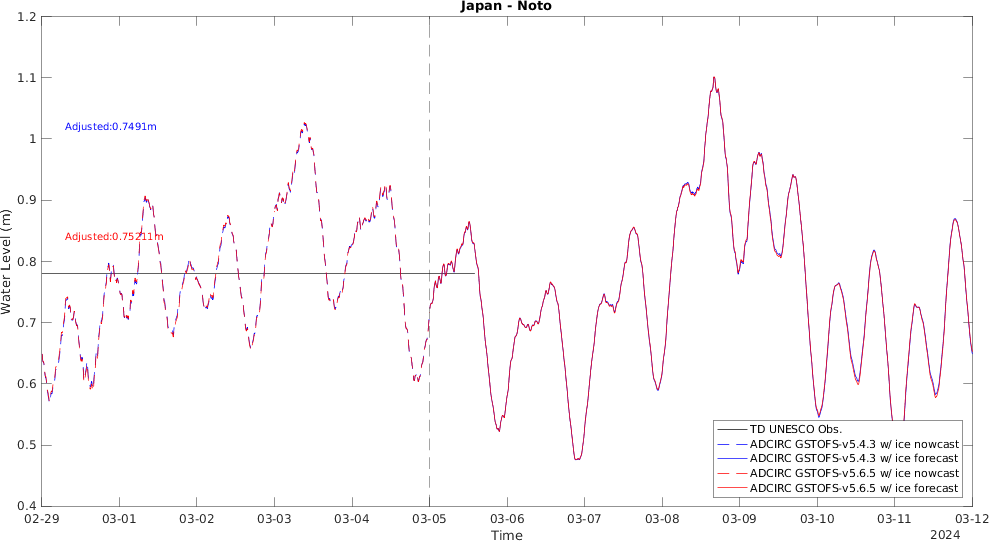 Japan - Noto
Water Level (m)
1.2
1.1
1
0.9
0.8
0.7
0.6
0.5
0.4
Adjusted:0.7491m
Adjusted:0.75211m
TD UNESCO Obs.
ADCIRC GSTOFS-v5.4.3 w/ ice nowcast
ADCIRC GSTOFS-v5.4.3 w/ ice forecast
ADCIRC GSTOFS-v5.6.5 w/ ice nowcast
ADCIRC GSTOFS-v5.6.5 w/ ice forecast
02-29 03-01 03-02 03-03 03-04 03-05 03-06 03-07 03-08 03-09 03-10 03-11 03-12
Time
2024